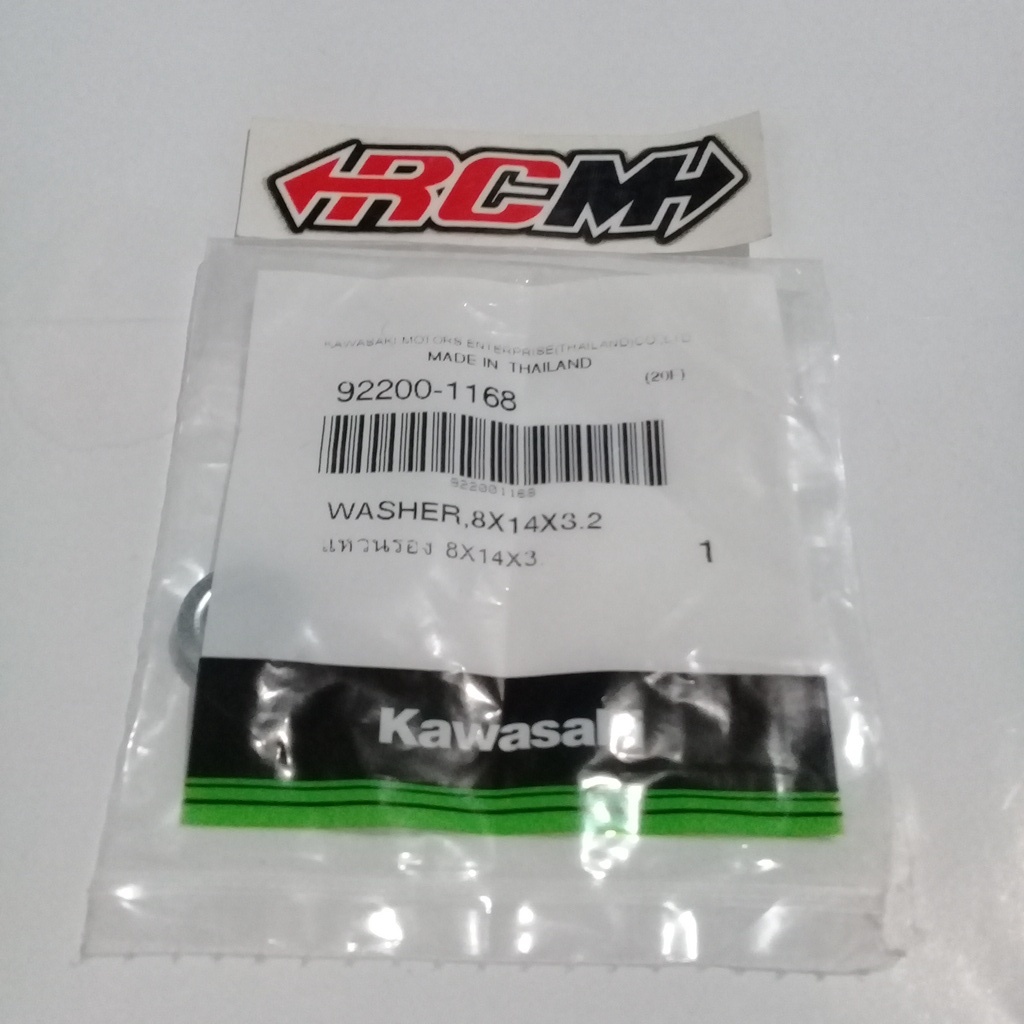 RCM
KAWASAKI MOTORS ENTERPRISE(THAILAND)CO.,LTD
MADE IN THAILAND
(20F)
92200-1168
922001168
WASHER,8X14X3.2
แหวนรอง 8X14X3
1
Kawasaki